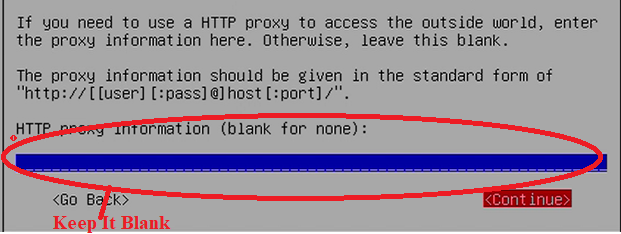 If you need to use a HTTP proxy to access the outside world, enter
the proxy information here. Otherwise, leave this blank.
The proxy information should be given in the standard form of
"http://[[user][:pass]@]host[:port]/".
HTTP proxy information (blank for none):
<Go Back> <Continue>
Keep It Blank